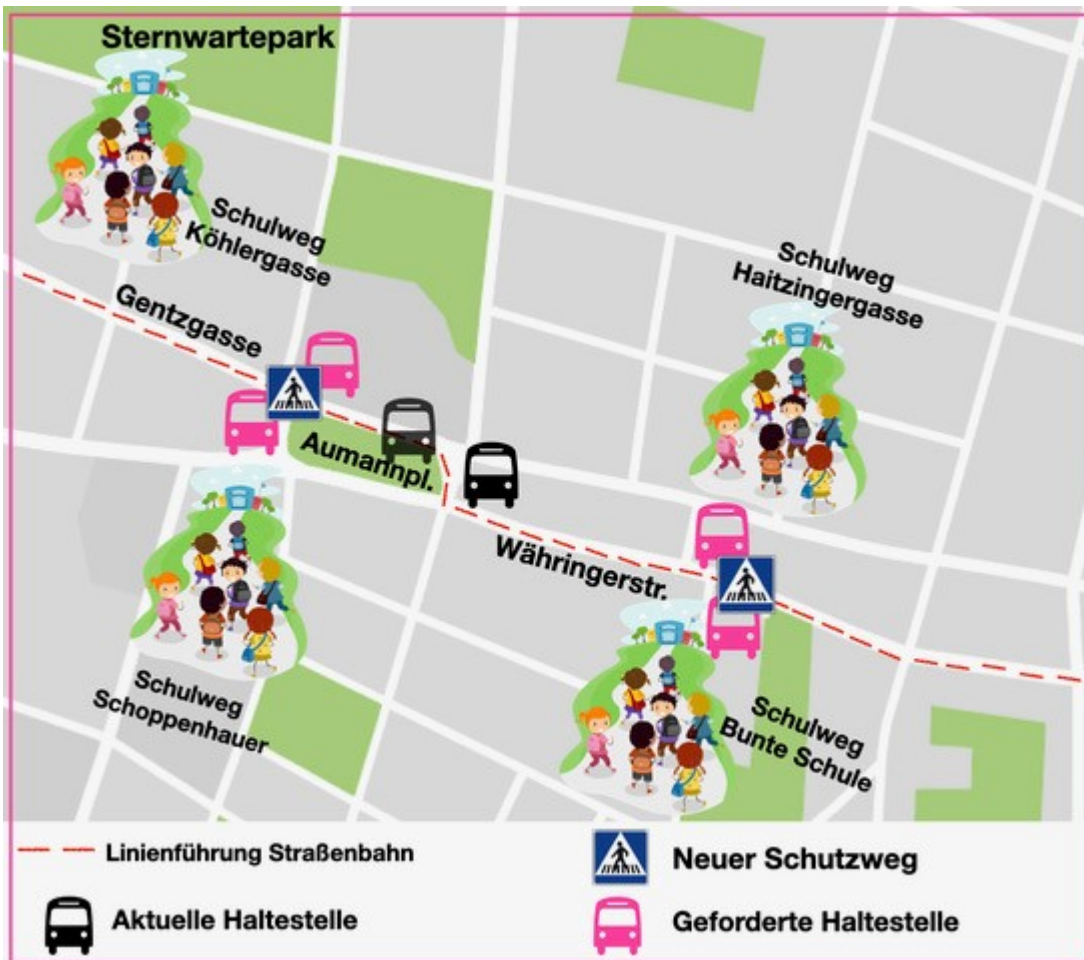 Sternwartepark
Schulweg
Köhlergasse
Schulweg
Haitzingergasse
Gentzgasse
Aumannpl.
Währingerstr.
Schulweg
Schoppenhauer
Schulweg
Bunte Schule
Linienführung Straßenbahn
Neuer Schutzweg
Aktuelle Haltestelle
Geforderte Haltestelle